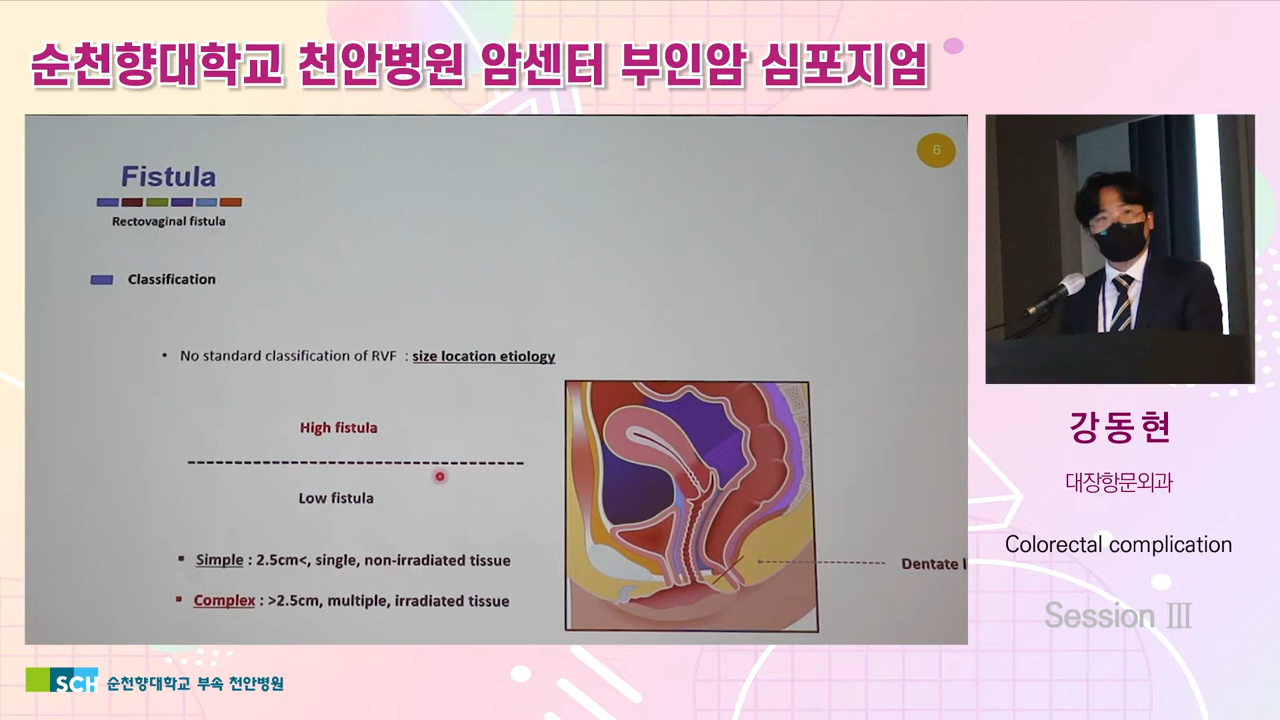 순천향대학교 천안병원 암센터 부인암 심포지엄
6
Fistula
Rectovaginal fistula
Classification
• No standard classification of RVF : size location etiology
High fistula
Low fistula
Dentate l
▪ Simple : 2.5cm<, single, non-irradiated tissue
▪ Complex : >2.5cm, multiple, irradiated tissue
강동현
대장항문외과
Colorectal complication
Session Ⅲ
SCH 순천향대학교 부속 천안병원